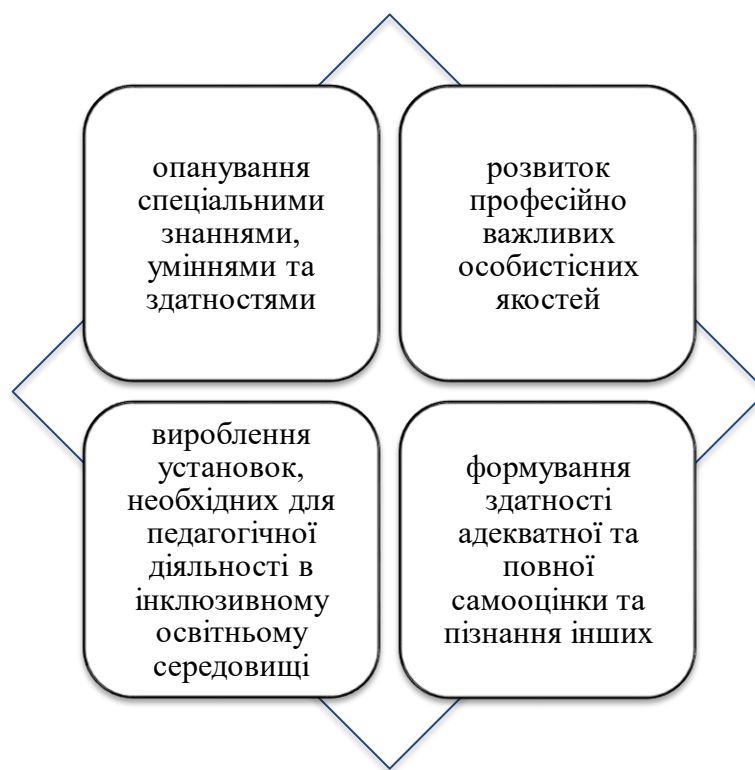 опанування
спеціальними
знаннями,
уміннями та
здатностями
розвиток
професійно
важливих
особистісних
якостей
вироблення
установок,
необхідних для
педагогічної
діяльності в
інклюзивному
освітньому
середовищі
формування
здатності
адекватної та
повної
самооцінки та
пізнання інших